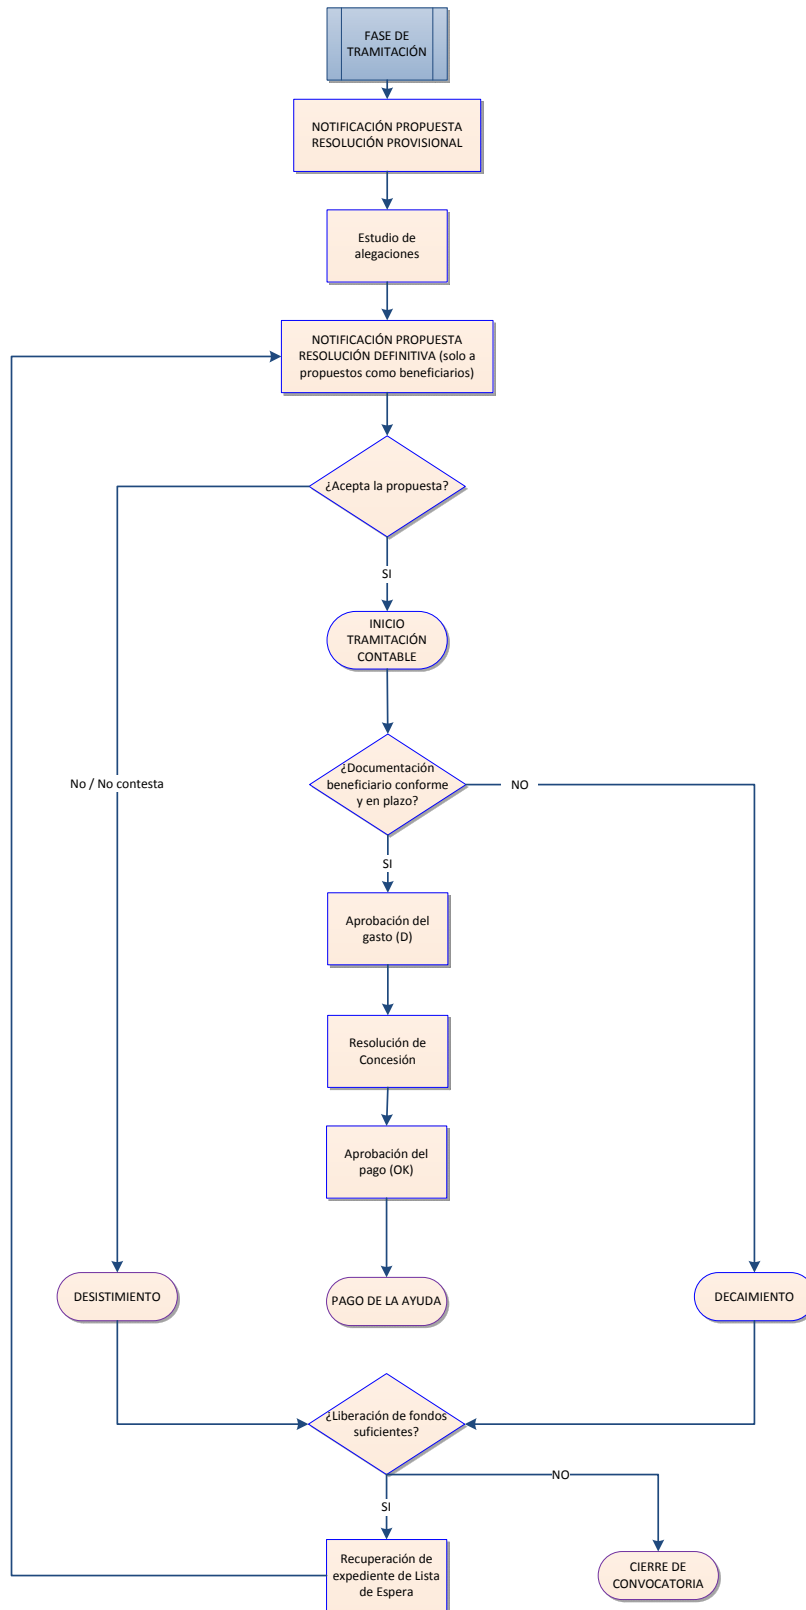 FASE DE
TRAMITACIÓN
NOTIFICACIÓN PROPUESTA
RESOLUCIÓN PROVISIONAL
Estudio de
alegaciones
NOTIFICACIÓN PROPUESTA
RESOLUCIÓN DEFINITIVA (solo a
propuestos como beneficiarios)
¿Acepta la propuesta?
SI
INICIO
TRAMITACIÓN
CONTABLE
No / No contesta
¿Documentación
beneficiario conforme
y en plazo?
NO
SI
Aprobación del
gasto (D)
Resolución de
Concesión
Aprobación del
pago (OK)
DESISTIMIENTO
PAGO DE LA AYUDA
DECAIMIENTO
¿Liberación de fondos
suficientes?
NO
SI
Recuperación de
expediente de Lista
de Espera
CIERRE DE
CONVOCATORIA